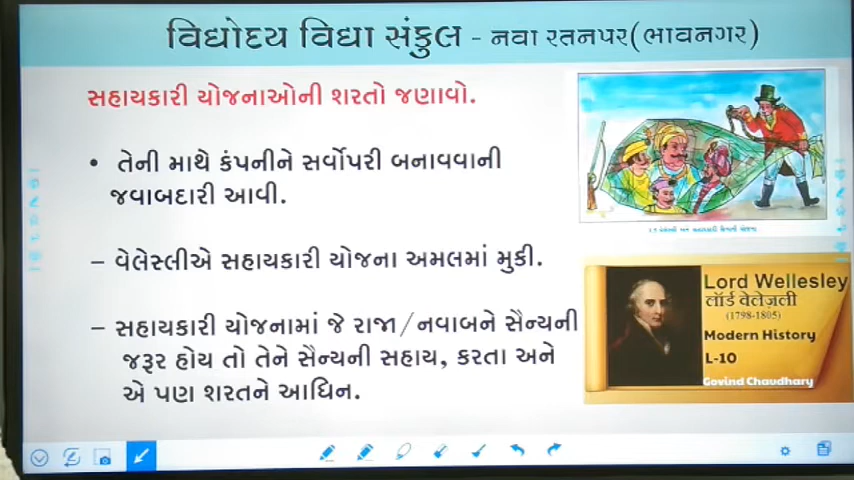 વિધોદય વિધા સંકુલ - નવા રતનપર(ભાવનગર)
સહાયકારી યોજનાઓની શરતો જણાવો.
• તેની માથે કંપનીને સર્વોપરી બનાવવાની
જવાબદારી આવી.
– વેલેસ્લીએ સહાયકારી યોજના અમલમાં મુકી.
– સહાયકારી યોજનામાં જે રાજા/નવાબને સૈન્યની
જરૂર હોય તો તેને સૈન્યની સહાય, કરતા અને
એ પણ શરતને આધિન.
Lord Wellesley
लॉर्ड वेलेज़ली
(1798-1805)
Modern History
L-10
Govind Chaudhary